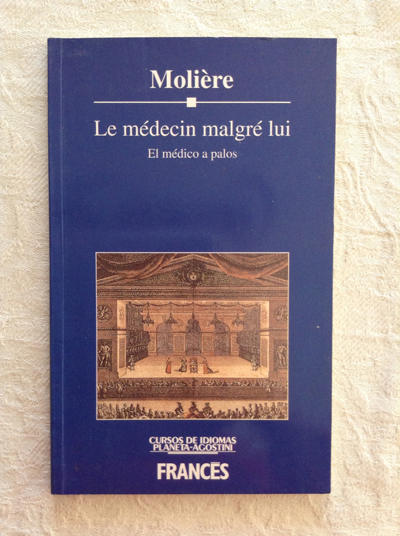 Molière
Le médecin malgré lui
El médico a palos
CURSOS DE IDIOMAS
PLANETA-AGOSTINI
FRANCÉS